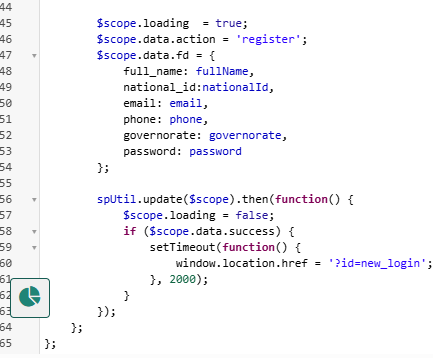 44
45 $scope.loading = true;
46 $scope.data.action = 'register';
47 $scope.data.fd = {
48 full_name: fullName,
49 national_id:nationalId,
50 email: email,
51 phone: phone,
52 governorate: governorate,
53 password: password
54 };
55
56 spUtil.update($scope).then(function() {
57 $scope.loading = false;
58 if ($scope.data.success) {
59 setTimeout(function() {
60 window.location.href = '?id=new_login';
61 }, 2000);
62 }
63 });
64 };
65 };